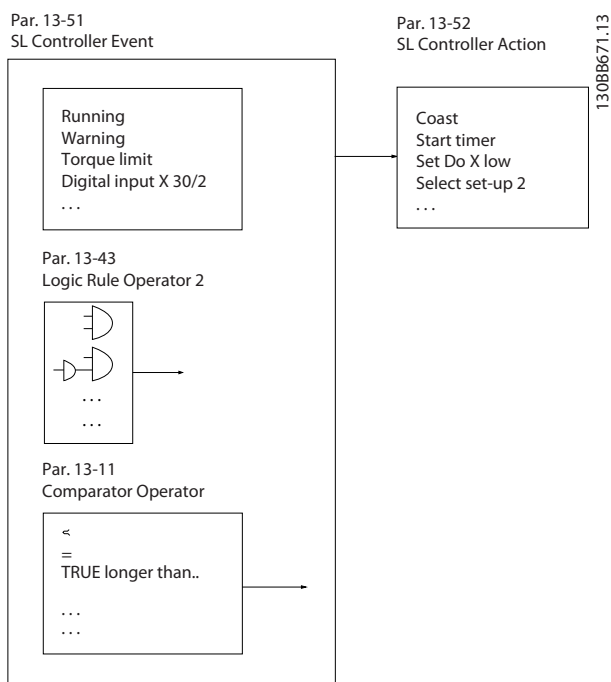 Par. 13-51
SL Controller Event
Par. 13-52
SL Controller Action
130BB671.13
Running
Warning
Torque limit
Digital input X 30/2
. . .
Coast
Start timer
Set Do X low
Select set-up 2
. . .
Par. 13-43
Logic Rule Operator 2
. . .
. . .
Par. 13-11
Comparator Operator
=
TRUE longer than..
. . .
. . .